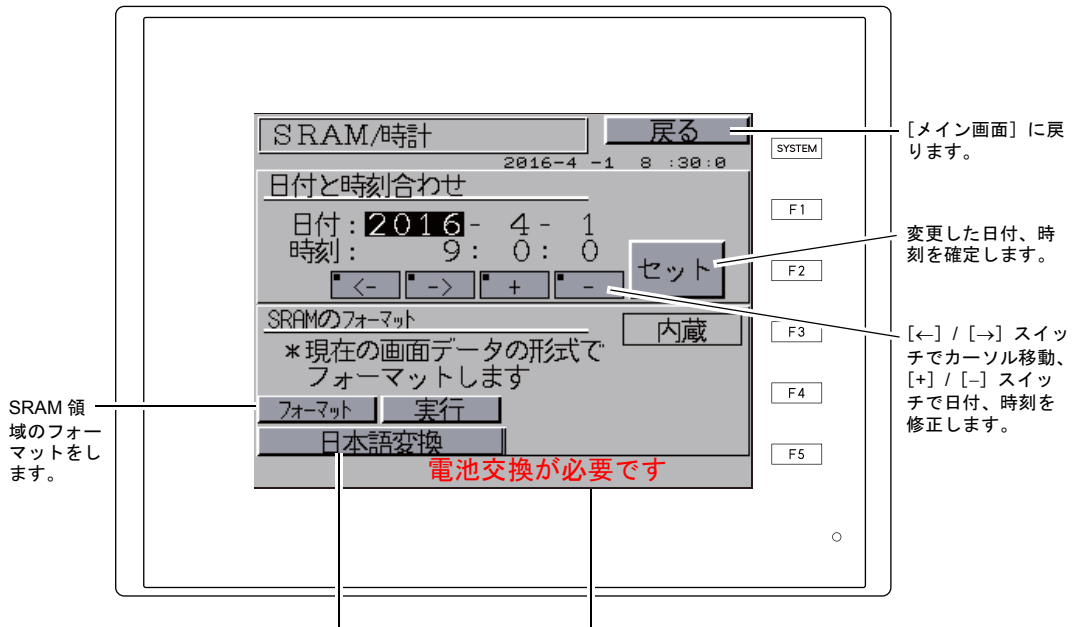 SRAM/時計
戻る
2016-4 -1 8 :30:0
日付と時刻合わせ
日付:2016- 4- 1
時刻: 9: 0: 0
セット
<- -> + -
SRAMのフォーマット
内蔵
*現在の画面データの形式で
フォーマットします
フォーマット 実行
日本語変換
電池交換が必要です
SYSTEM
F1
F2
F3
F4
F5
[メイン画面]に戻
ります。
変更した日付、時
刻を確定します。
[←] / [→] スイッ
チでカーソル移動、
[+] / [−] スイッ
チで日付、時刻を
修正します。
SRAM 領
域のフォー
マットをし
ます。